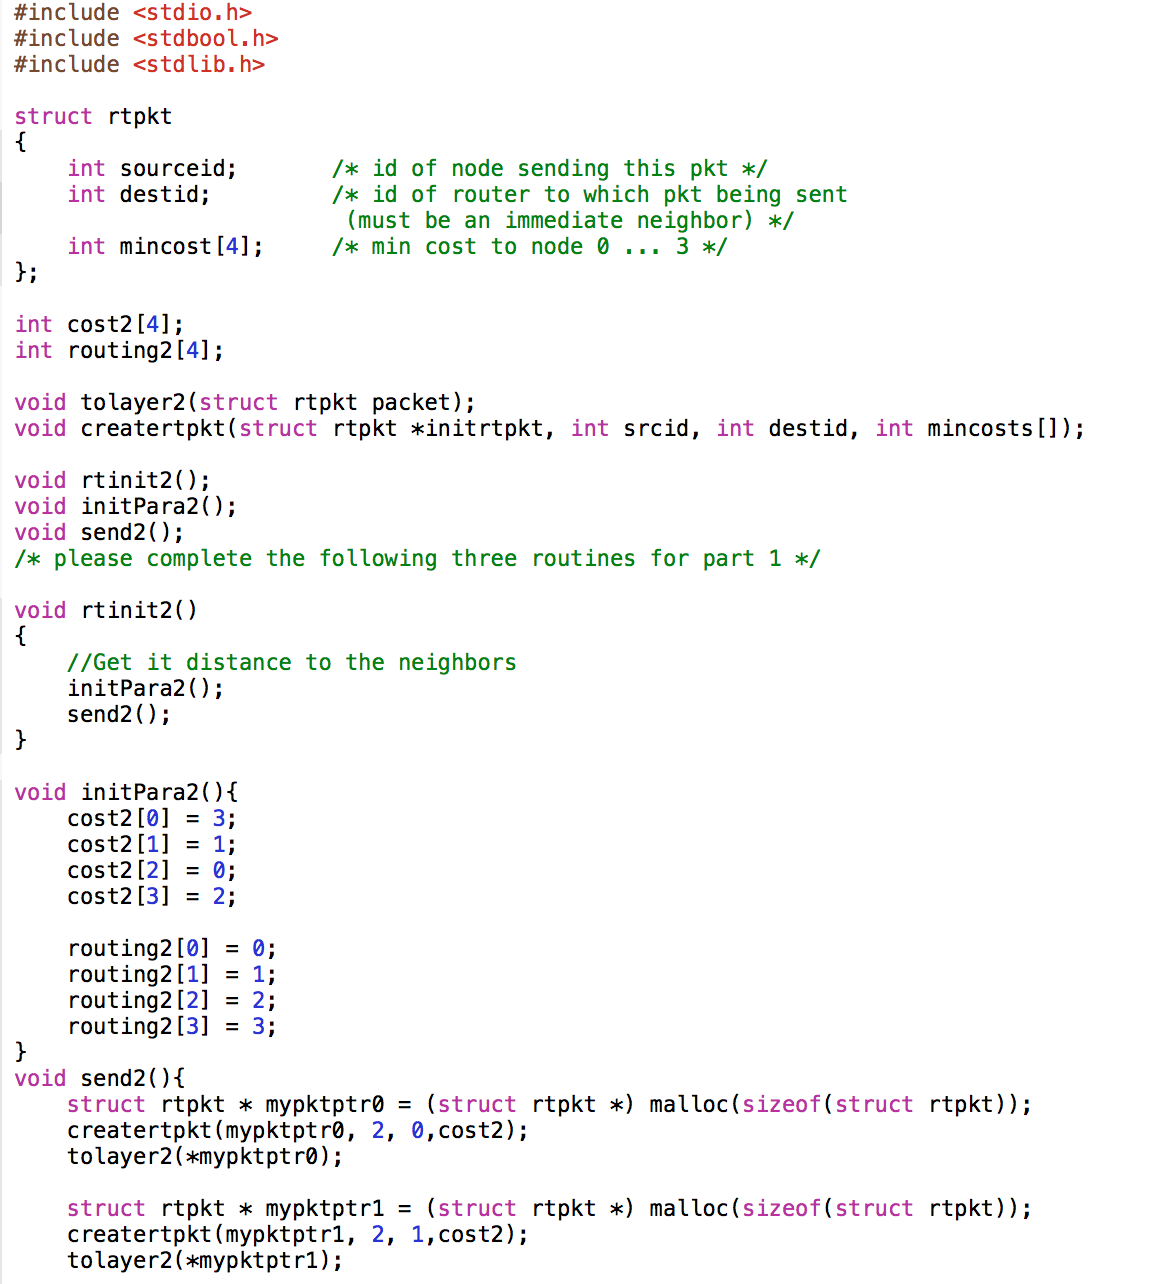 #include <stdio.h>
#include <stdbool.h>
#include <stdlib.h>
struct rtpkt
{
int sourceid; /* id of node sending this pkt */
int destid; /* id of router to which pkt being sent
(must be an immediate neighbor) */
int mincost[4]; /* min cost to node 0 ... 3 */
};
int cost2[4];
int routing2[4];
void tolayer2(struct rtpkt packet);
void creatertpkt(struct rtpkt *initrtpkt, int srcid, int destid, int mincosts[]);
void rtinit2();
void initPara2();
void send2();
/* please complete the following three routines for part 1 */
void rtinit2()
{
//Get it distance to the neighbors
initPara2();
send2();
}
void initPara2(){
cost2[0] = 3;
cost2[1] = 1;
cost2[2] = 0;
cost2[3] = 2;
routing2[0] = 0;
routing2[1] = 1;
routing2[2] = 2;
routing2[3] = 3;
}
void send2(){
struct rtpkt * mypktptr0 = (struct rtpkt *) malloc(sizeof(struct rtpkt));
creatertpkt(mypktptr0, 2, 0,cost2);
tolayer2(*mypktptr0);
struct rtpkt * mypktptr1 = (struct rtpkt *) malloc(sizeof(struct rtpkt));
creatertpkt(mypktptr1, 2, 1,cost2);
tolayer2(*mypktptr1);